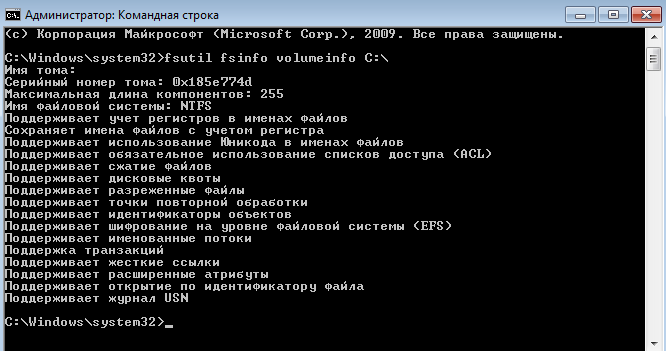 Администратор: Командная строка
(c) Корпорация Майкрософт (Microsoft Corp.), 2009. Все права защищены.
C:\Windows\system32>fsutil fsinfo volumeinfo C:\
Имя тома:
Серийный номер тома: 0x185e774d
Максимальная длина компонентов: 255
Имя файловой системы: NTFS
Поддерживает учет регистров в именах файлов
Сохраняет имена файлов с учетом регистра
Поддерживает использование Юникода в именах файлов
Поддерживает обязательное использование списков доступа (ACL)
Поддерживает сжатие файлов
Поддерживает дисковые квоты
Поддерживает разреженные файлы
Поддерживает точки повторной обработки
Поддерживает идентификаторы объектов
Поддерживает шифрование на уровне файловой системы (EFS)
Поддерживает именованные потоки
Поддержка транзакций
Поддерживает жесткие ссылки
Поддерживает расширенные атрибуты
Поддерживает открытие по идентификатору файла
Поддерживает журнал USN
C:\Windows\system32>_